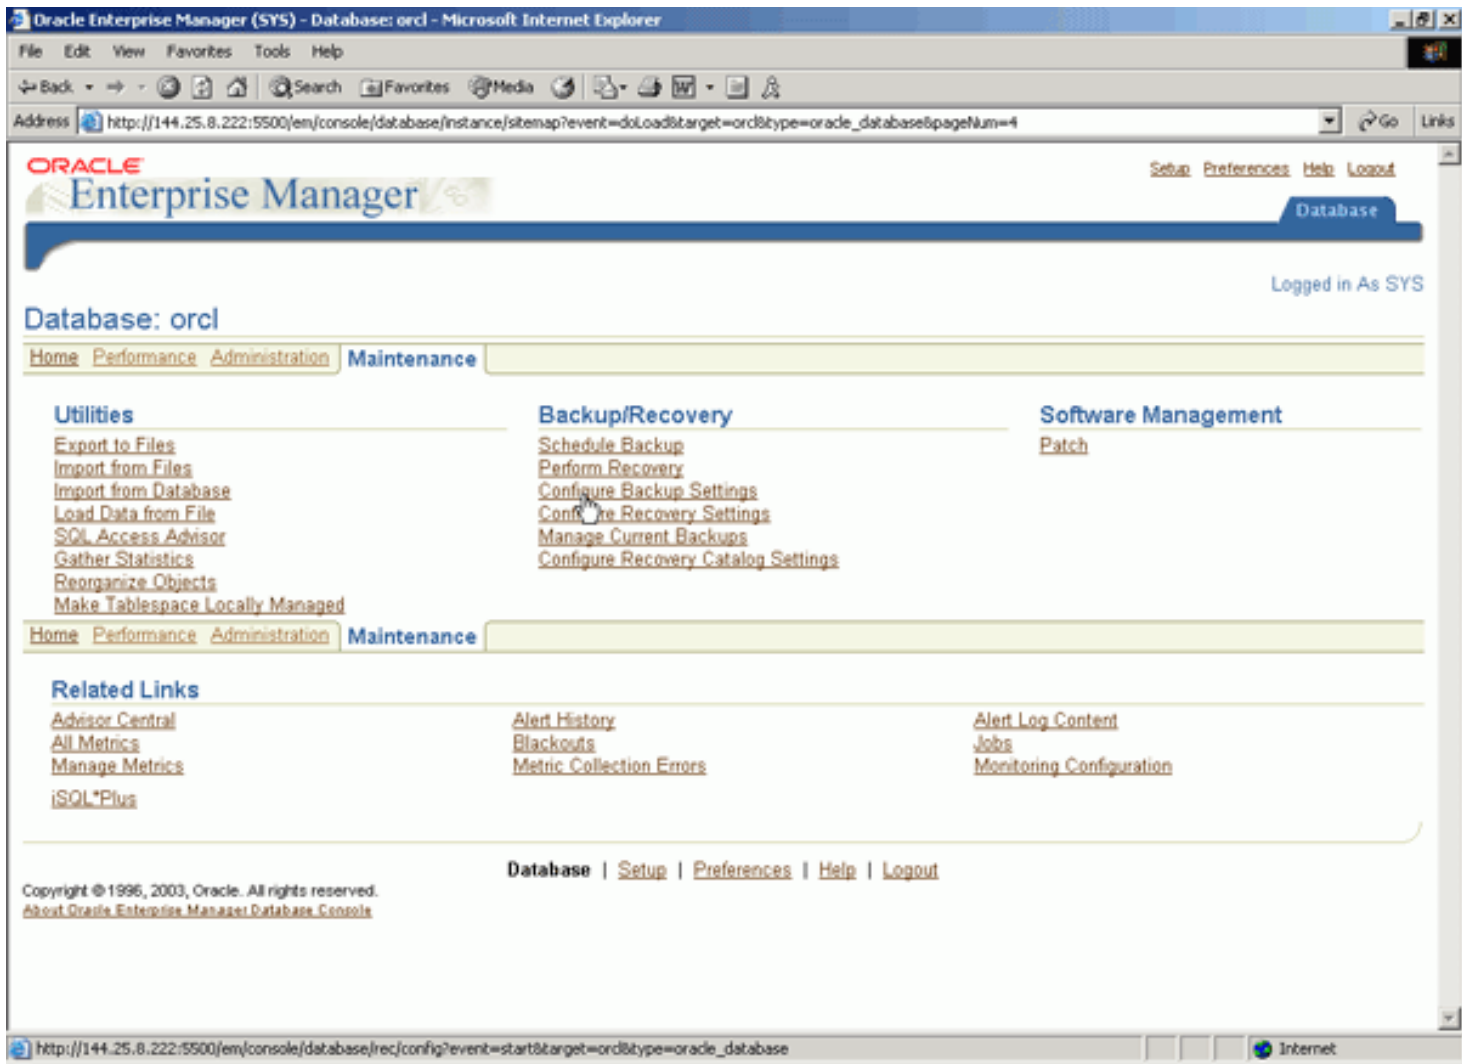 Oracle Enterprise Manager (SYS) - Database: orcl - Microsoft Internet Explorer
File Edit View Favorites Tools Help
Back Search Favorites Media
Address http://144.25.8.222:5500/em/console/database/instance/sitemap?event=doLoad&target=orcl&type=oracle_database&pageNum=4 Go Links
ORACLE
Enterprise Manager
Setup Preferences Help Logout
Database
Logged in As SYS
Database: orcl
Home Performance Administration Maintenance
Utilities Backup/Recovery Software Management
Export to Files Schedule Backup Patch
Import from Files Perform Recovery
Import from Database Configure Backup Settings
Load Data from File Configure Recovery Settings
SQL Access Advisor Manage Current Backups
Gather Statistics Configure Recovery Catalog Settings
Reorganize Objects
Make Tablespace Locally Managed
Home Performance Administration Maintenance
Related Links
Advisor Central Alert History Alert Log Content
All Metrics Blackouts Jobs
Manage Metrics Metric Collection Errors Monitoring Configuration
iSQL*Plus
Database | Setup | Preferences | Help | Logout
Copyright © 1996, 2003, Oracle. All rights reserved.
About Oracle Enterprise Manager Database Console
http://144.25.8.222:5500/em/console/database/rec/config?event=start&target=orcl&type=oracle_database Internet